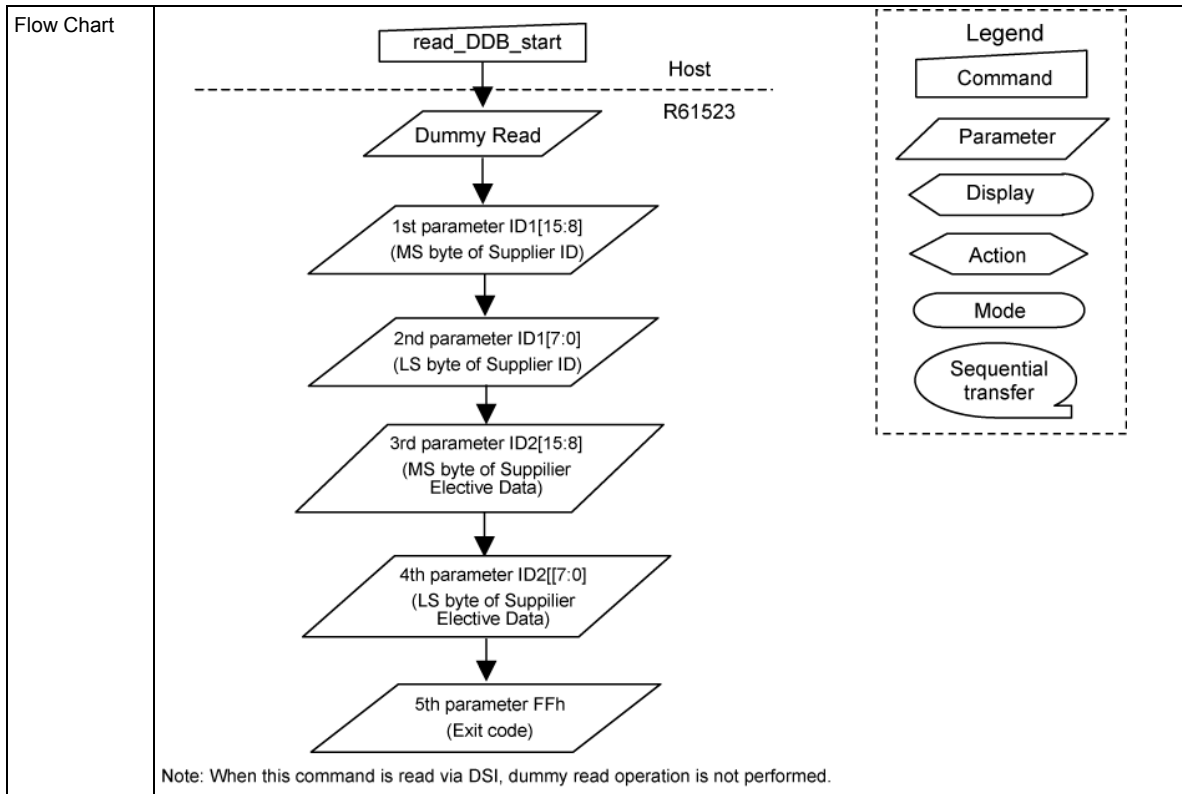 Flow Chart
read_DDB_start
Host
R61523
Dummy Read
1st parameter ID1[15:8]
(MS byte of Supplier ID)
2nd parameter ID1[7:0]
(LS byte of Supplier ID)
3rd parameter ID2[15:8]
(MS byte of Suppilier
Elective Data)
4th parameter ID2[[7:0]
(LS byte of Suppilier
Elective Data)
5th parameter FFh
(Exit code)
Note: When this command is read via DSI, dummy read operation is not performed.
Legend
Command
Parameter
Display
Action
Mode
Sequential
transfer